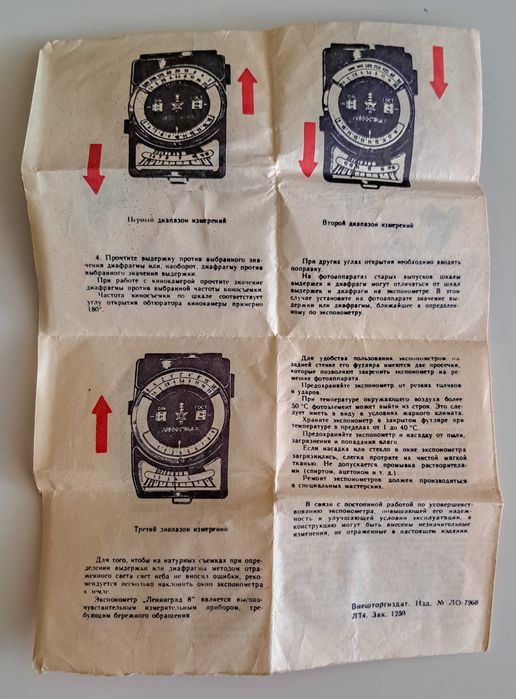 DIN
ГОСТ
Первый диапазон измерений
4. Прочтите выдержку против выбранного зна-
чения диафрагмы или, наоборот, диафрагму против
выбранного значения выдержки.
При работе с кинокамерой прочтите значение
диафрагмы против выбранной частоты киносъемки.
Частота киносъемки по шкале соответствует
углу открытия обтюратора кинокамеры примерно
180°
Второй диапазон измерений
При других углах открытия необходимо вводить
поправку.
На фотоаппаратах старых выпусков шкалы
выдержек и диафрагм могут отличаться от шкал
выдержек и диафрагм на экспонометре. В этом
случае установите на фотоаппарате значение вы-
держки или диафрагмы, ближайшее к определен-
ному по экспонометру.
DIN
ГОСТ
Третий диапазон измерений
Для того, чтобы на натурных съемках при опре-
делении выдержки или диафрагмы методом отра-
женного света свет неба не вносил ошибки, реко-
мендуется несколько наклонить окно экспонометра
к земле.
Экспонометр „Ленинград 8" является высоко-
чувствительным измерительным прибором, тре-
бующим бережного обращения.
Для удобства пользования экспонометром на
задней стенке его футляра имеются две просечки,
которые позволяют закрепить экспонометр на ре-
мешке фотоаппарата
Предохраняйте экспонометр от резких толчков
и ударов.
При температуре окружающего воздуха более
50 °С фотоэлемент может выйти из строя. Это сле-
дует иметь в виду в условиях жаркого климата.
Храните экспонометр в закрытом футляре при
температуре в пределах от 1 до 40 °С.
Предохраняйте экспонометр и насадку от пыли,
загрязнения и попадания влаги.
Если насадка или стекло в окне экспонометра
загрязнились, слегка протрите их чистой мягкой
тканью. Не допускается промывка растворителя-
ми (спиртом, ацетоном и т. д.).
Ремонт экспонометров должен производиться
в специальных мастерских.
В связи с постоянной работой по усовершенст-
вованию экспонометра, повышающей его надеж-
ность и улучшающей условия эксплуатации, в
конструкцию могут быть внесены незначительные
изменения, не отраженные в настоящем издании.
Внешторгиздат. Изд. № ЛО-7968
ЛТ4. Зак. 1259